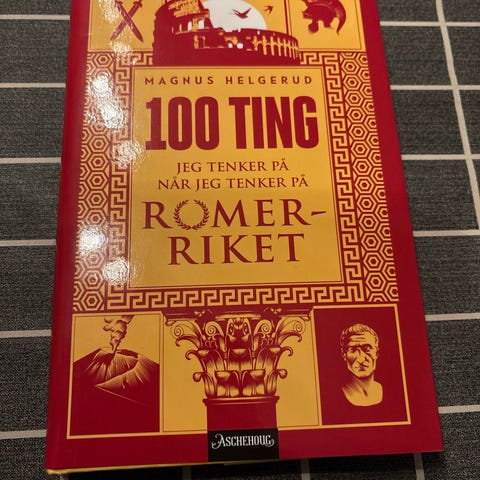 MAGNUS HELGERUD
100 TING
JEG TENKER PÅ
NÅR JEG TENKER PÅ
ROMER-
RIKET
ASCHEHOUG